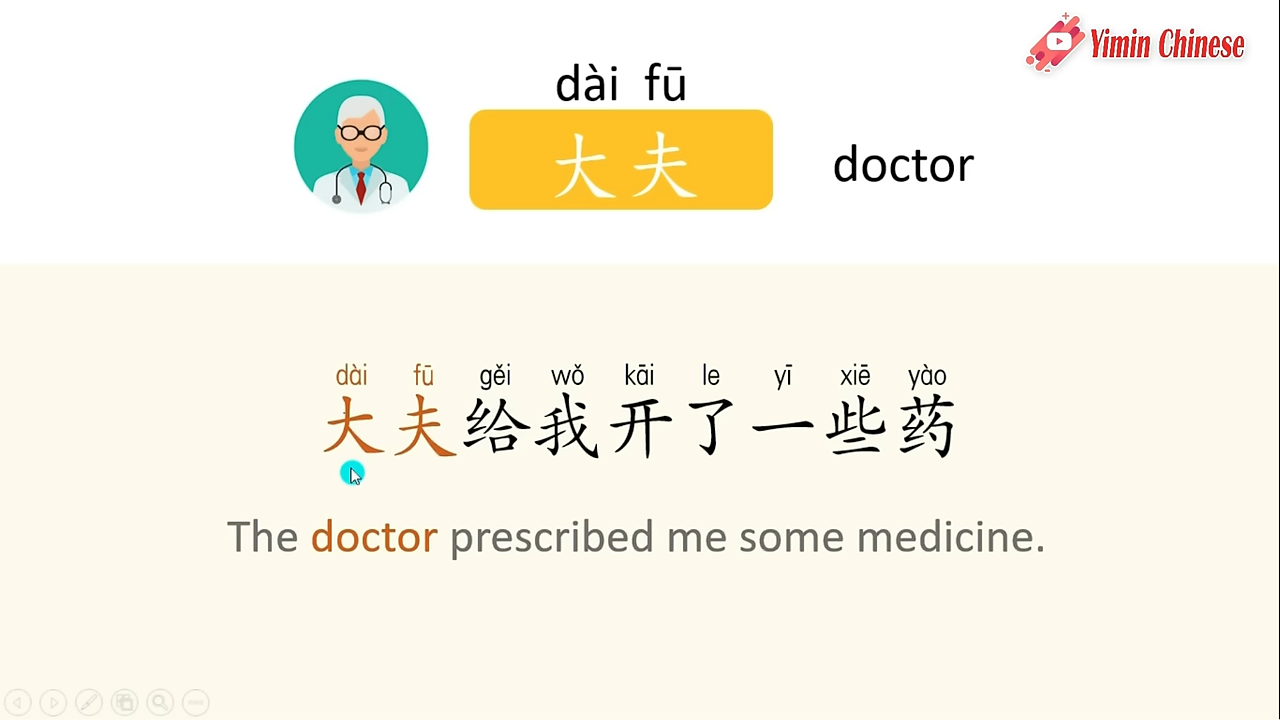 Yimin Chinese
dài fū
大夫
doctor
dài fū gěi wǒ kāi le yī xiē yào
大夫给我开了一些药
The doctor prescribed me some medicine.